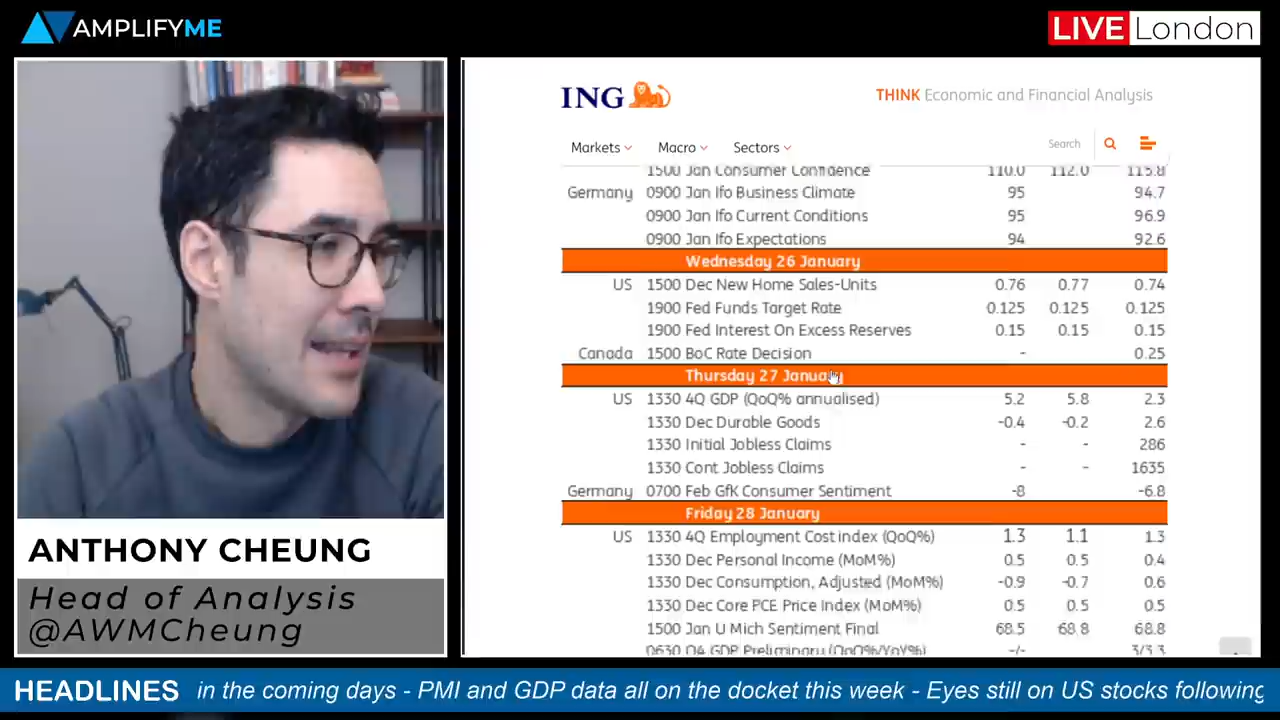 AMPLIFYME
LIVE London
ING
THINK Economic and Financial Analysis
Markets Macro Sectors Search
1500 Jan Consumer Confidence 110.0 112.0 115.8
Germany 0900 Jan Ifo Business Climate 95 94.7
0900 Jan Ifo Current Conditions 95 96.9
0900 Jan Ifo Expectations 94 92.6
Wednesday 26 January
US 1500 Dec New Home Sales-Units 0.76 0.77 0.74
1900 Fed Funds Target Rate 0.125 0.125 0.125
1900 Fed Interest On Excess Reserves 0.15 0.15 0.15
Canada 1500 BoC Rate Decision - 0.25
Thursday 27 January
US 1330 4Q GDP (QoQ% annualised) 5.2 5.8 2.3
1330 Dec Durable Goods -0.4 -0.2 2.6
1330 Initial Jobless Claims - - 286
1330 Cont Jobless Claims - - 1635
Germany 0700 Feb GfK Consumer Sentiment -8 -6.8
Friday 28 January
US 1330 4Q Employment Cost Index (QoQ%) 1.3 1.1 1.3
1330 Dec Personal Income (MoM%) 0.5 0.5 0.4
1330 Dec Consumption, Adjusted (MoM%) -0.9 -0.7 0.6
1330 Dec Core PCE Price Index (MoM%) 0.5 0.5 0.5
1500 Jan U Mich Sentiment Final 68.5 68.8 68.8
0630 Q4 GDP Preliminary (QoQ%/YoY%) -/- 3/3.3
ANTHONY CHEUNG
Head of Analysis
@AWMCheung
HEADLINES in the coming days - PMI and GDP data all on the docket this week - Eyes still on US stocks following